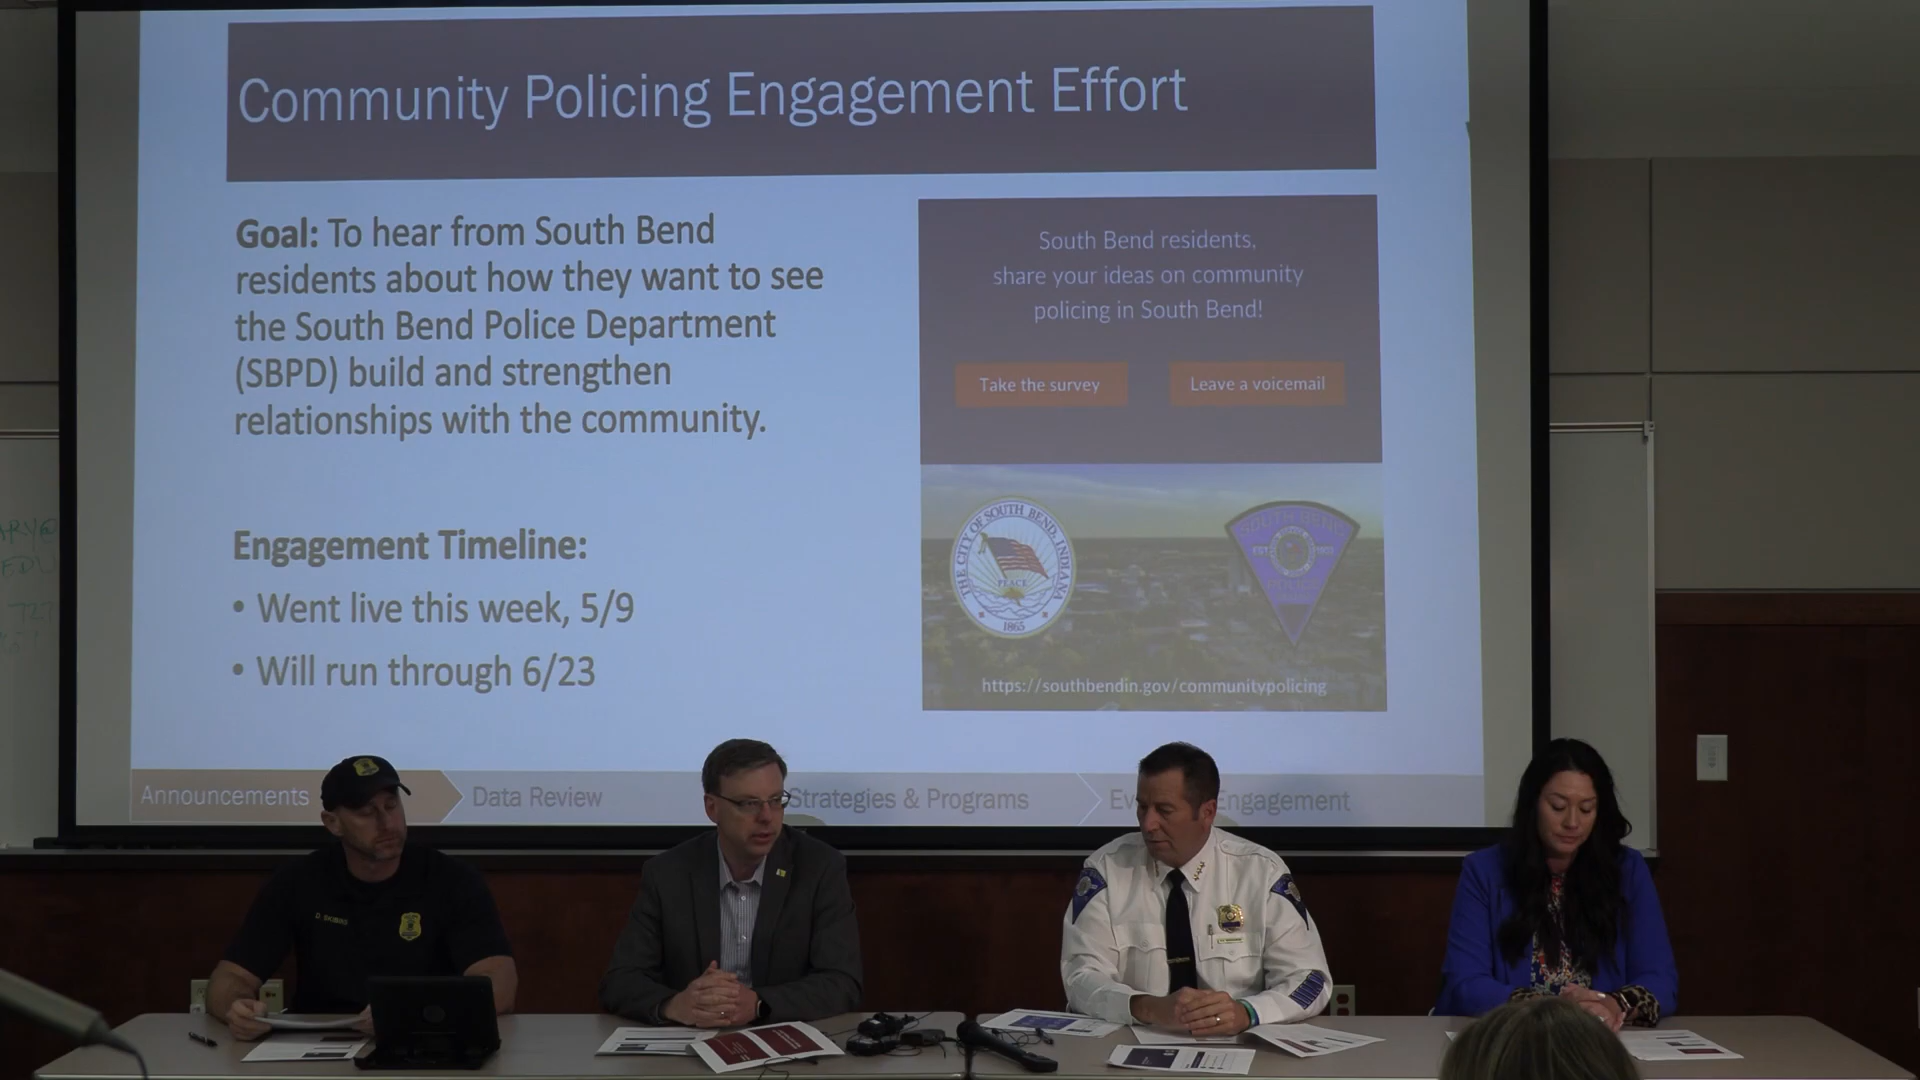 Community Policing Engagement Effort
Goal: To hear from South Bend
residents about how they want to see
the South Bend Police Department
(SBPD) build and strengthen
relationships with the community.
Engagement Timeline:
• Went live this week, 5/9
• Will run through 6/23
South Bend residents,
share your ideas on community
policing in South Bend!
Take the survey
Leave a voicemail
THE CITY OF SOUTH BEND, INDIANA
PEACE
1865
SOUTH BEND
https://southbendin.gov/communitypolicing
Announcements
Data Review
Strategies & Programs
Engagement